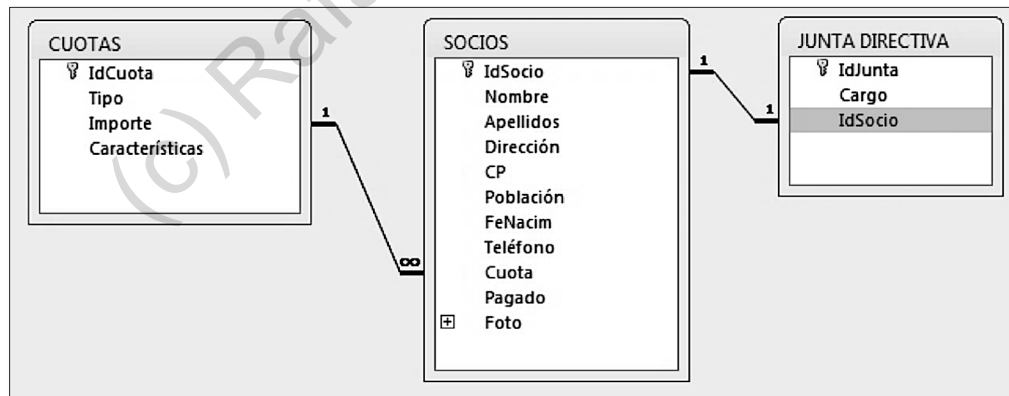 CUOTAS
IdCuota
Tipo
Importe
Características
1
∞
SOCIOS
IdSocio
Nombre
Apellidos
Dirección
CP
Población
FeNacim
Teléfono
Cuota
Pagado
Foto
1
1
JUNTA DIRECTIVA
IdJunta
Cargo
IdSocio
(c) Rai